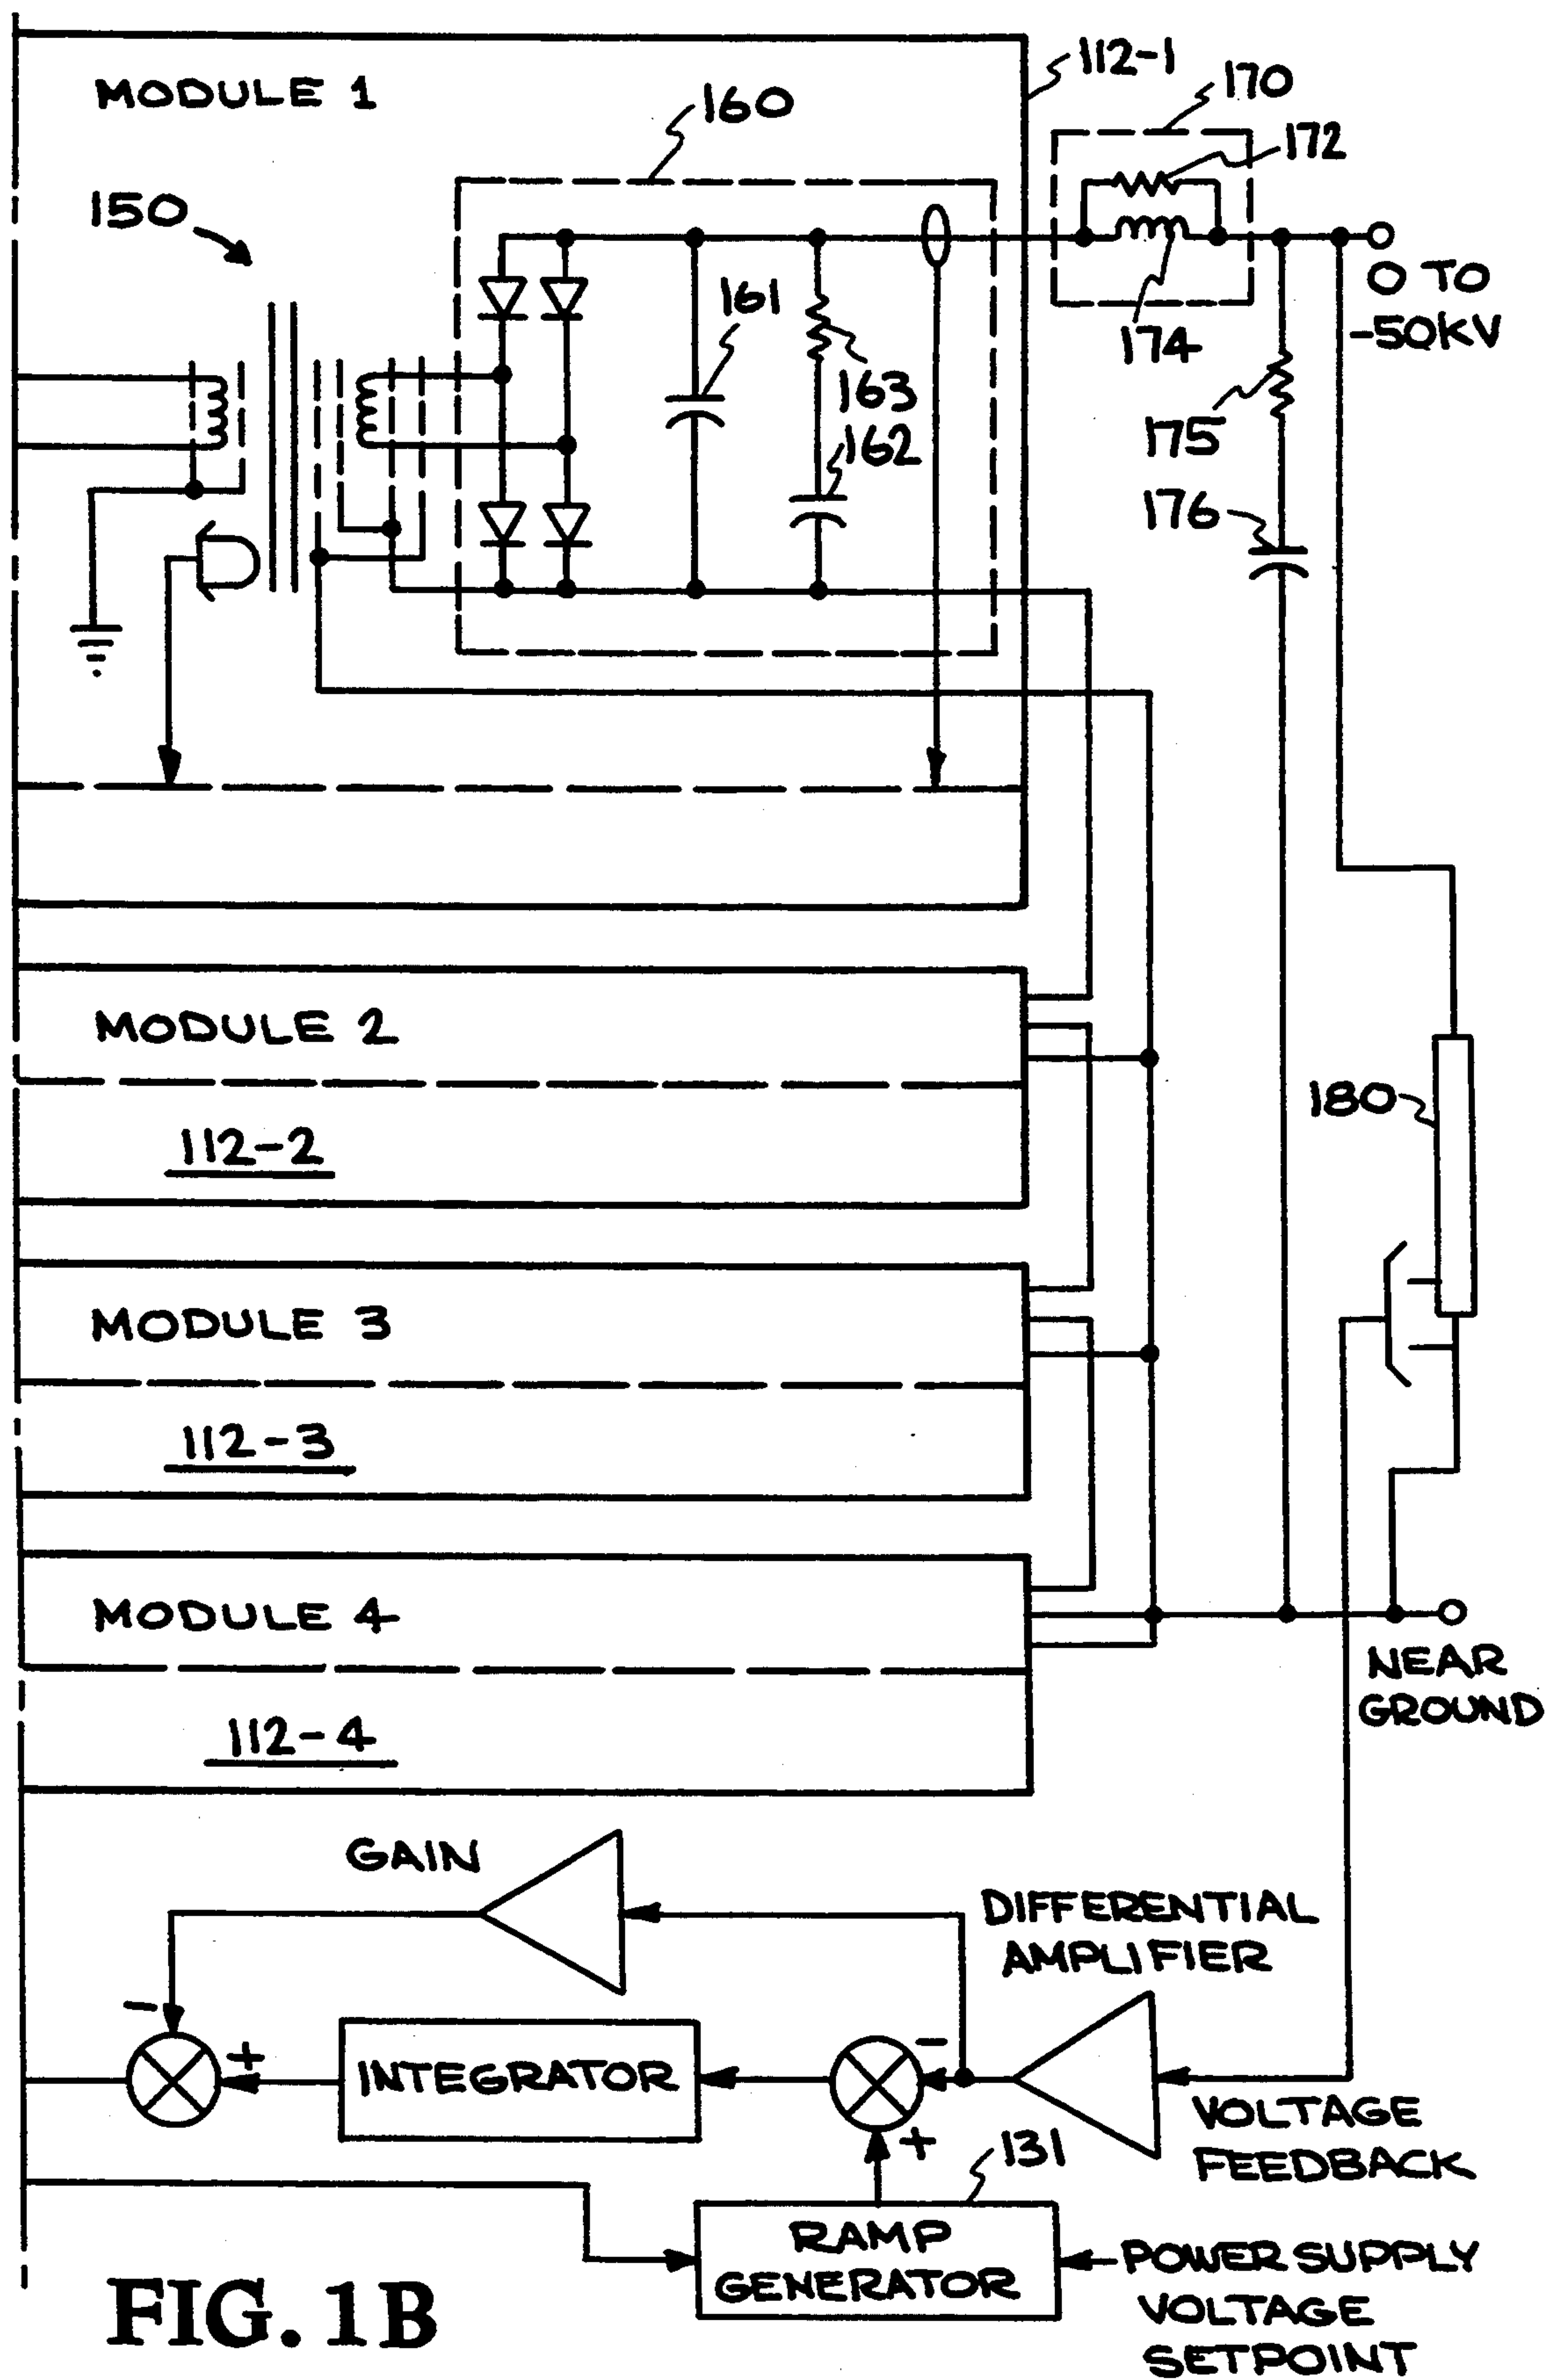 MODULE 1
112-1
170
160
172
150
161
0 TO
-50KV
174
163
175
162
176
MODULE 2
180
112-2
MODULE 3
112-3
MODULE 4
NEAR
GROUND
112-4
GAIN
DIFFERENTIAL
AMPLIFIER
-
+
INTEGRATOR
-
+
VOLTAGE
FEEDBACK
131
RAMP
GENERATOR
POWER SUPPLY
VOLTAGE
SETPOINT
FIG. 1B